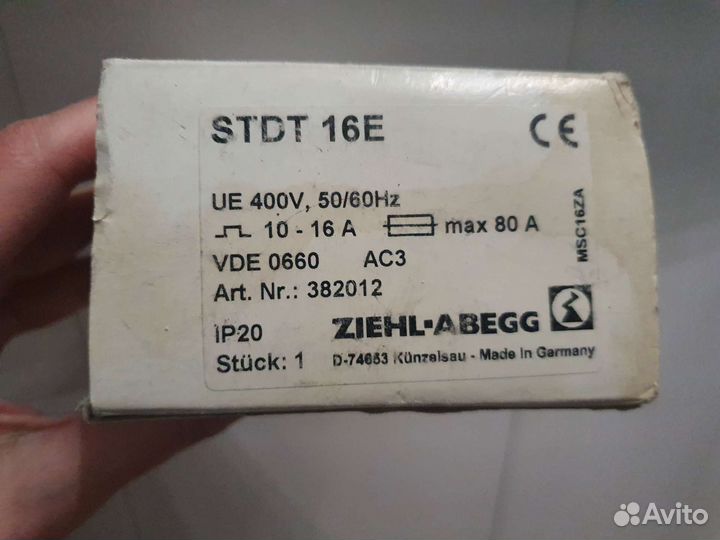 STDT 16E
CE
UE 400V, 50/60Hz
10 - 16 A max 80 A
VDE 0660 AC3
Art. Nr.: 382012
IP20 ZIEHL-ABEGG
Stück: 1 D-74653 Künzelsau - Made in Germany
MSC16ZA
Avito